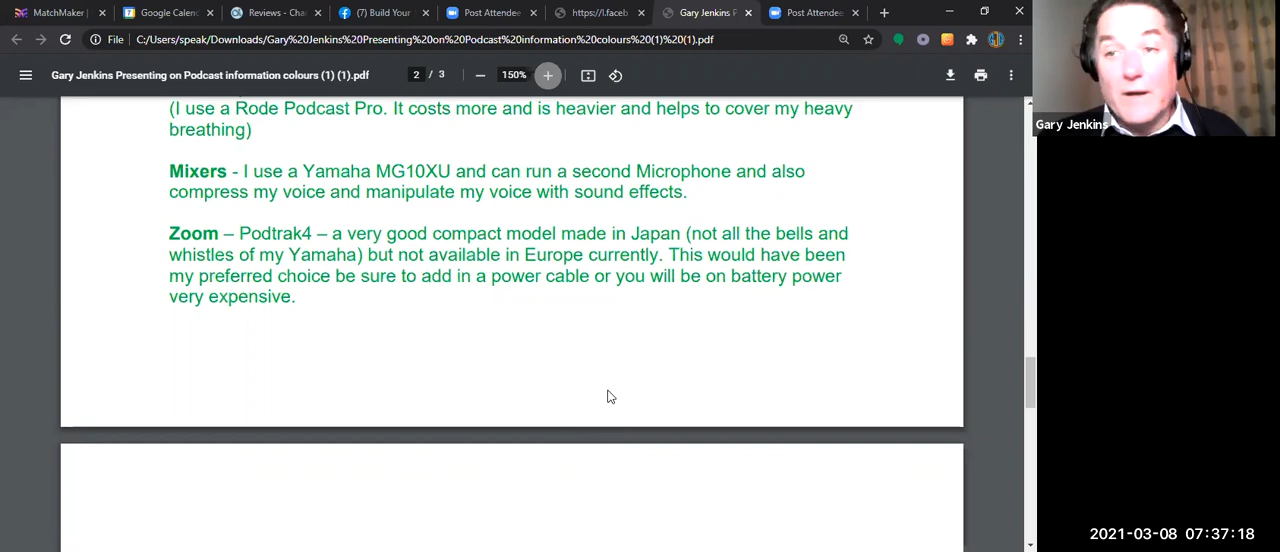 MatchMaker |
Google Calend
Reviews - Cha
(7) Build Your
Post Attende
https://l.faceb
Gary Jenkins P
Post Attende
File
C:/Users/speak/Downloads/Gary%20Jenkins%20Presenting%20on%20Podcast%20information%20colours%20(1)%20(1).pdf
Gary Jenkins Presenting on Podcast information colours (1) (1).pdf
2 / 3
150%
(I use a Rode Podcast Pro. It costs more and is heavier and helps to cover my heavy
breathing)
Mixers - I use a Yamaha MG10XU and can run a second Microphone and also
compress my voice and manipulate my voice with sound effects.
Zoom – Podtrak4 – a very good compact model made in Japan (not all the bells and
whistles of my Yamaha) but not available in Europe currently. This would have been
my preferred choice be sure to add in a power cable or you will be on battery power
very expensive.
Gary Jenkins
2021-03-08 07:37:18